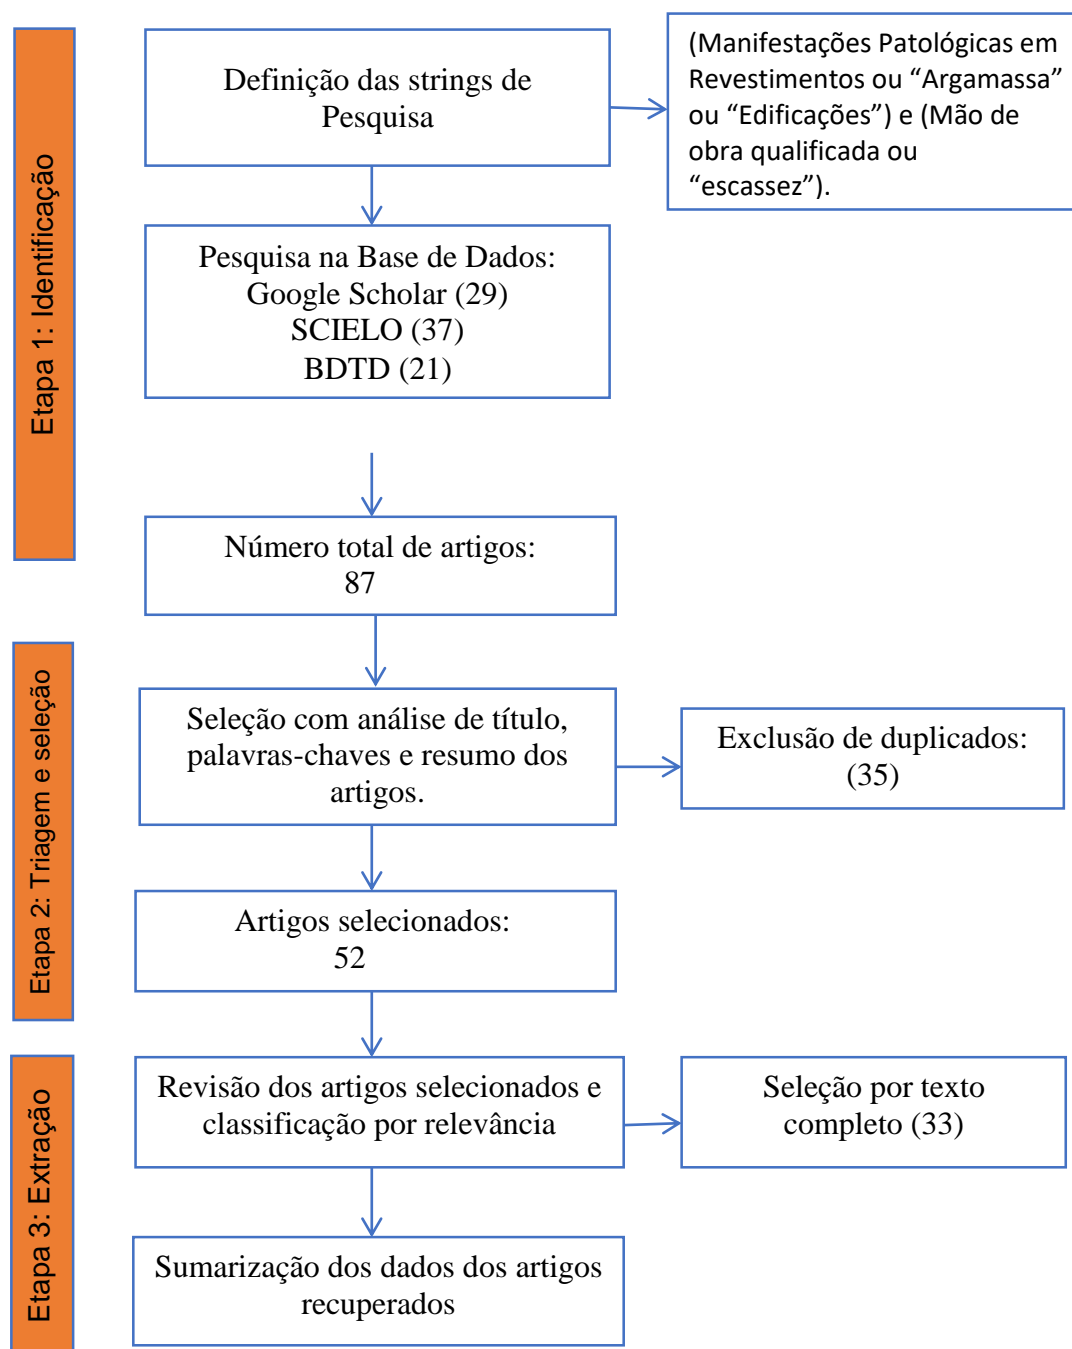 Etapa 1: Identificação
Definição das strings de
Pesquisa
(Manifestações Patológicas em
Revestimentos ou “Argamassa”
ou “Edificações”) e (Mão de
obra qualificada ou
“escassez”).
Pesquisa na Base de Dados:
Google Scholar (29)
SCIELO (37)
BDTD (21)
Número total de artigos:
87
Etapa 2: Triagem e seleção
Seleção com análise de título,
palavras-chaves e resumo dos
artigos.
Exclusão de duplicados:
(35)
Artigos selecionados:
52
Etapa 3: Extração
Revisão dos artigos selecionados e
classificação por relevância
Seleção por texto
completo (33)
Sumarização dos dados dos artigos
recuperados